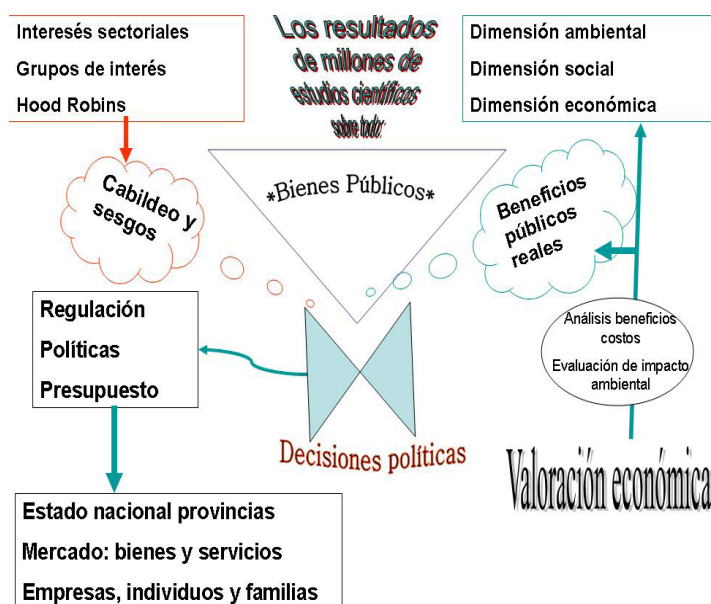 Interesés sectoriales
Grupos de interés
Hood Robins
Los resultados
de millones de
estudios científicos
sobre todo:
Dimensión ambiental
Dimensión social
Dimensión económica
Cabildeo y
sesgos
*Bienes Públicos*
Beneficios
públicos
reales
Regulación
Políticas
Presupuesto
Análisis beneficios
costos
Evaluación de impacto
ambiental
Decisiones políticas
Valoración económica
Estado nacional provincias
Mercado: bienes y servicios
Empresas, individuos y familias